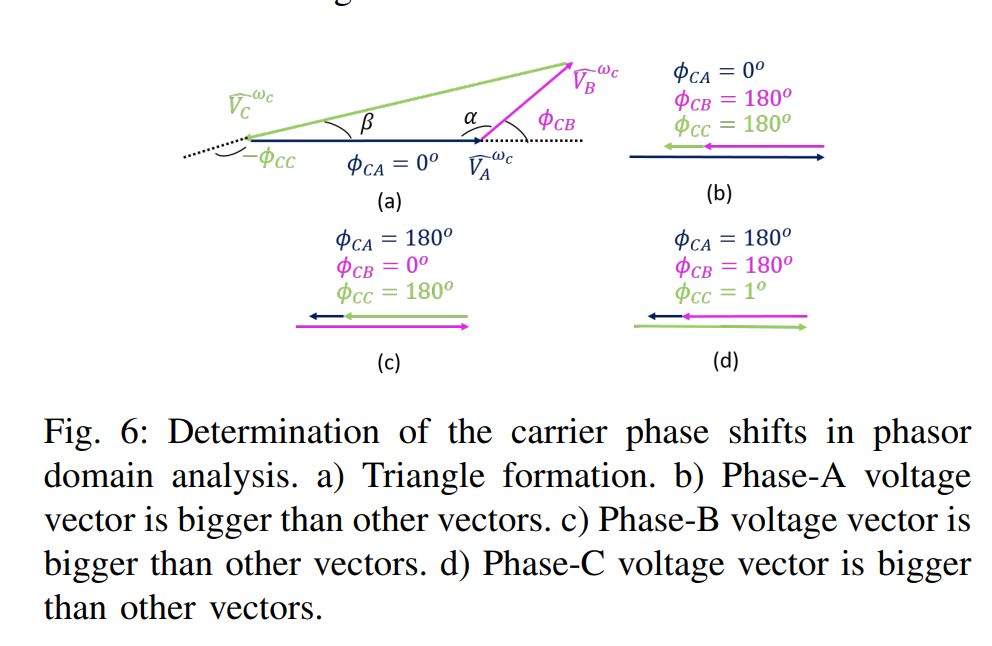 V̂_C^ω_c
β
α
V̂_B^ω_c
ϕ_CB
−ϕ_CC
ϕ_CA = 0°
V̂_A^ω_c
(a)
ϕ_CA = 0°
ϕ_CB = 180°
ϕ_CC = 180°
(b)
ϕ_CA = 180°
ϕ_CB = 0°
ϕ_CC = 180°
(c)
ϕ_CA = 180°
ϕ_CB = 180°
ϕ_CC = 1°
(d)
Fig. 6: Determination of the carrier phase shifts in phasor
domain analysis. a) Triangle formation. b) Phase-A voltage
vector is bigger than other vectors. c) Phase-B voltage vector is
bigger than other vectors. d) Phase-C voltage vector is bigger
than other vectors.